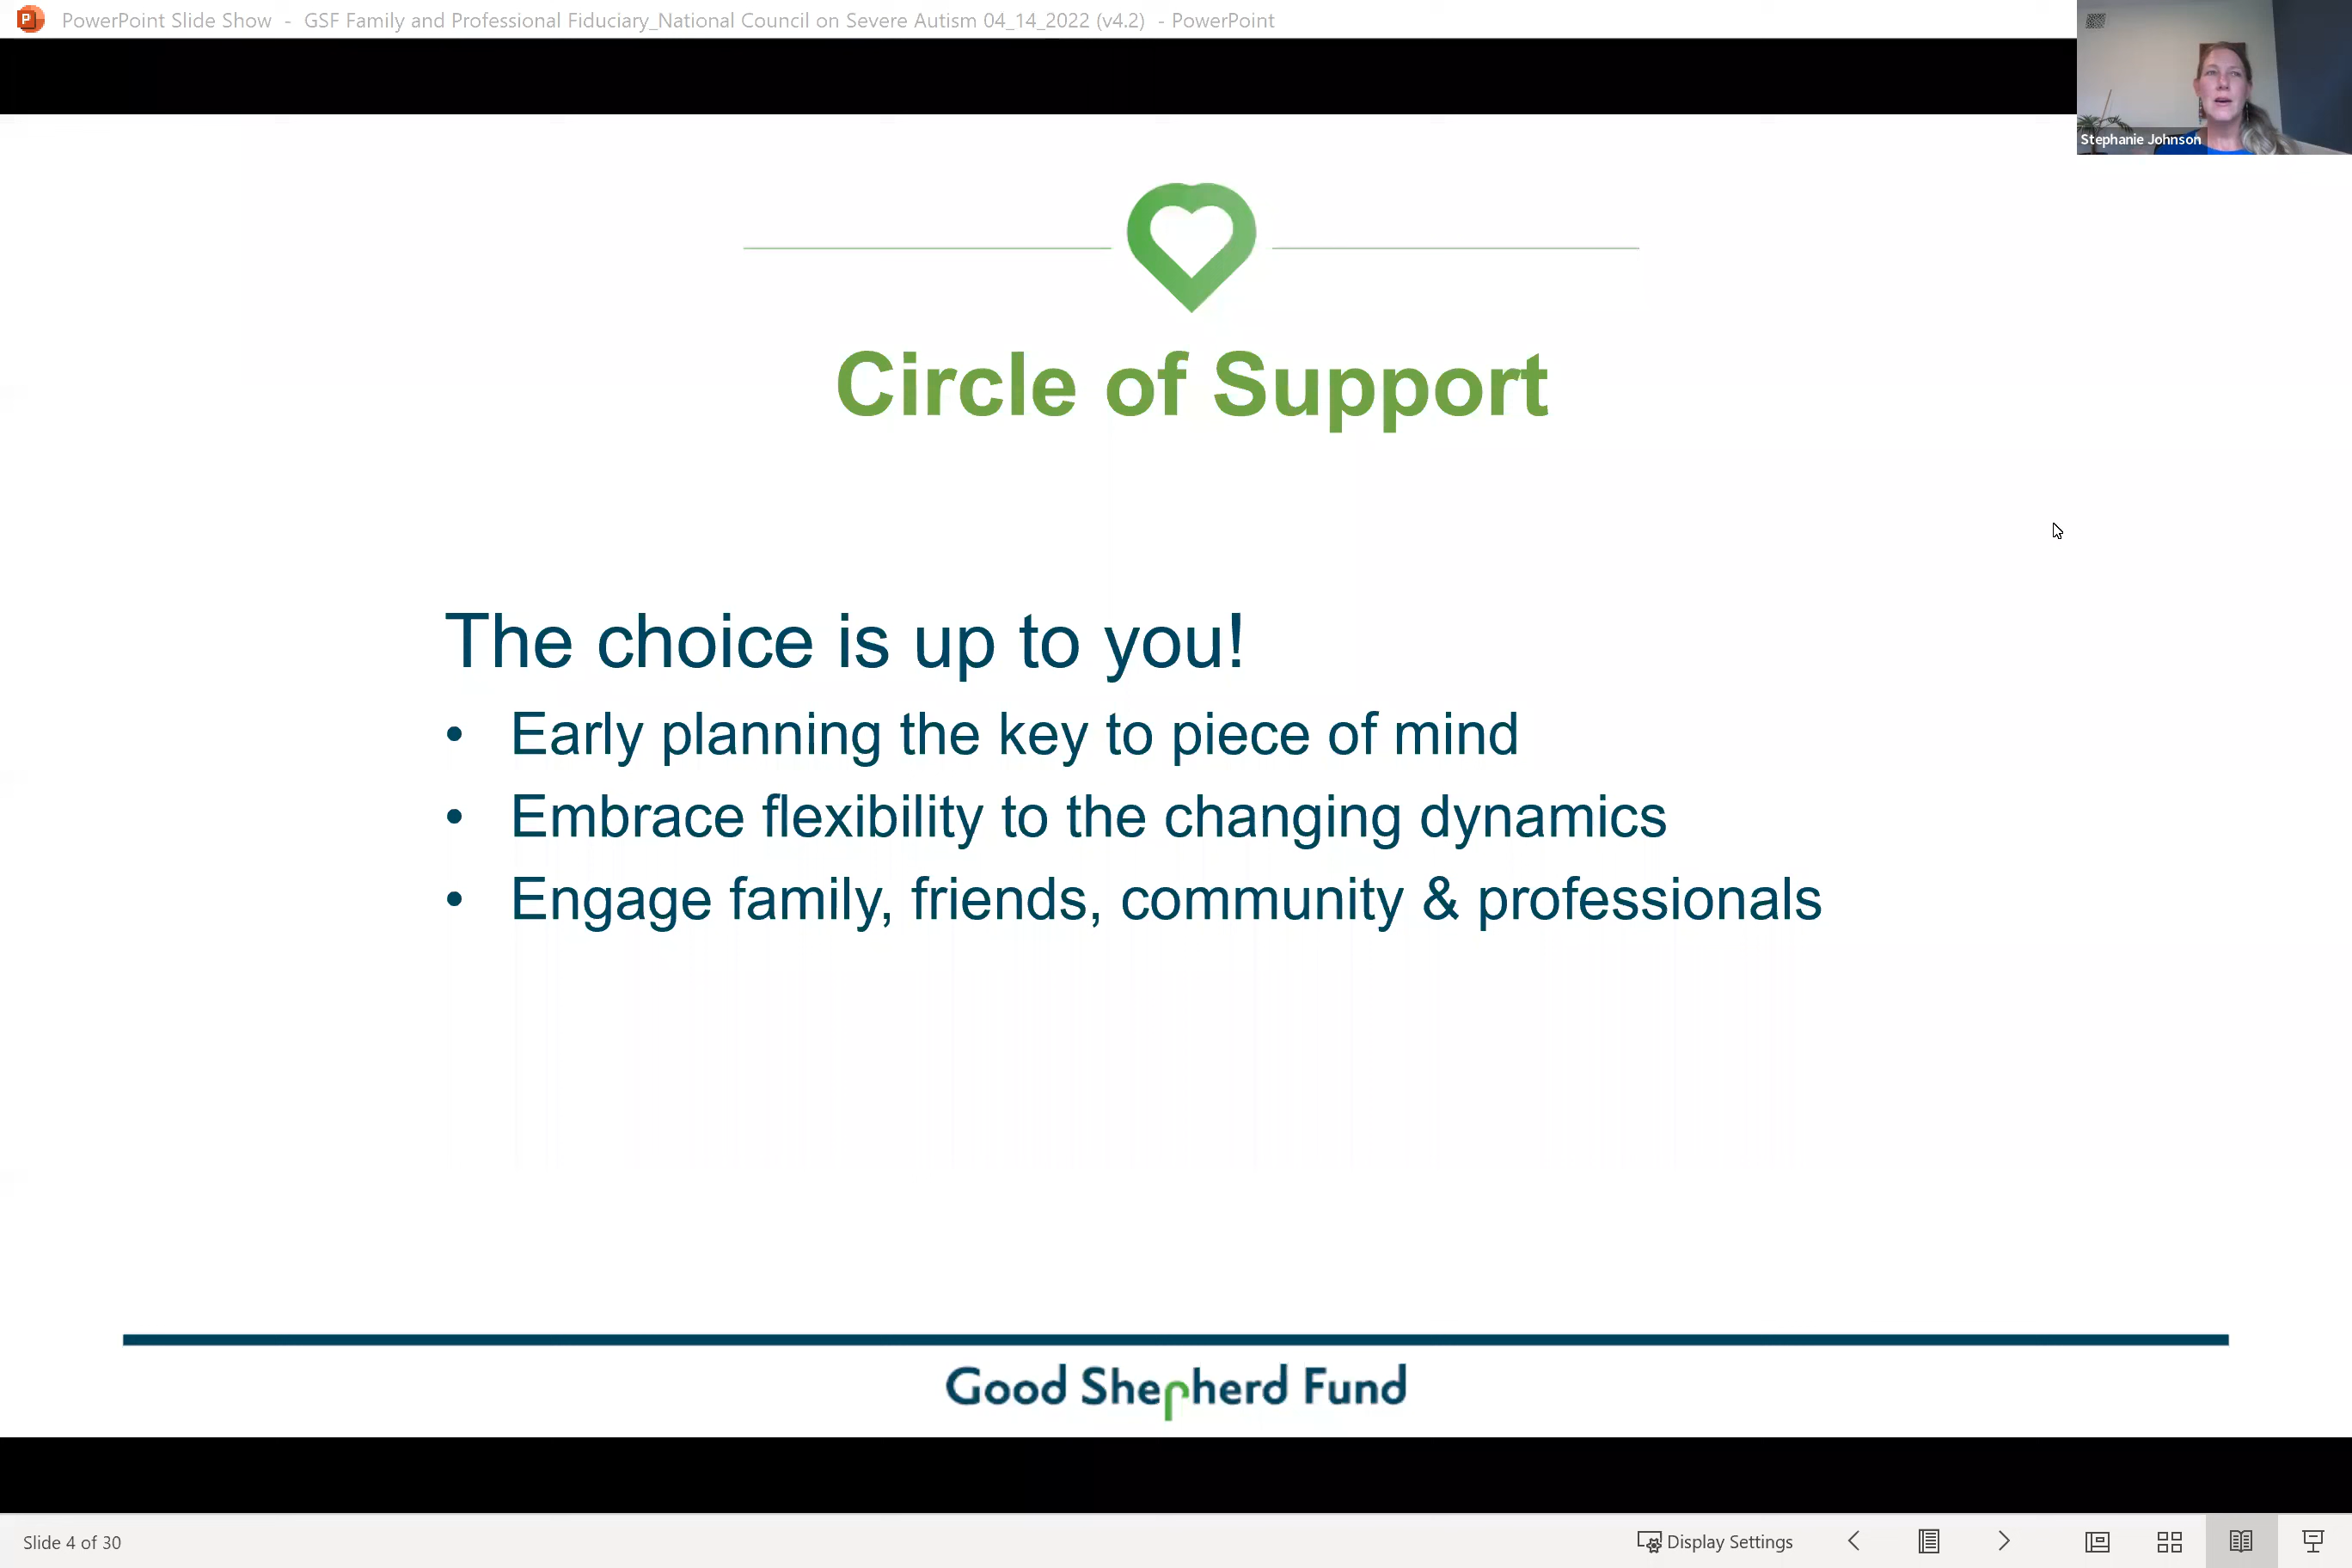 PowerPoint Slide Show - GSF Family and Professional Fiduciary_National Council on Severe Autism 04_14_2022 (v4.2) - PowerPoint
Stephanie Johnson
Circle of Support
The choice is up to you!
• Early planning the key to piece of mind
• Embrace flexibility to the changing dynamics
• Engage family, friends, community & professionals
Good Shepherd Fund
Slide 4 of 30
Display Settings